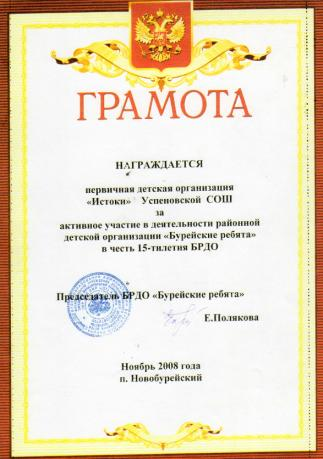 ГРАМОТА
НАГРАЖДАЕТСЯ
первичная детская организация
«Истоки» Успеновской СОШ
за
активное участие в деятельности районной
детской организации «Бурейские ребята»
в честь 15-тилетия БРДО
Председатель БРДО «Бурейские ребята»
Е.Полякова
Ноябрь 2008 года
п. Новобурейский